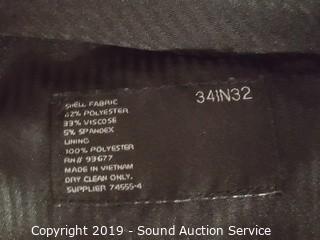 SHELL FABRIC
62% POLYESTER
33% VISCOSE
5% SPANDEX
LINING
100% POLYESTER
RN# 93677
MADE IN VIETNAM
DRY CLEAN ONLY.
SUPPLIER 74555-4
34IN32
Copyright 2019 - Sound Auction Service